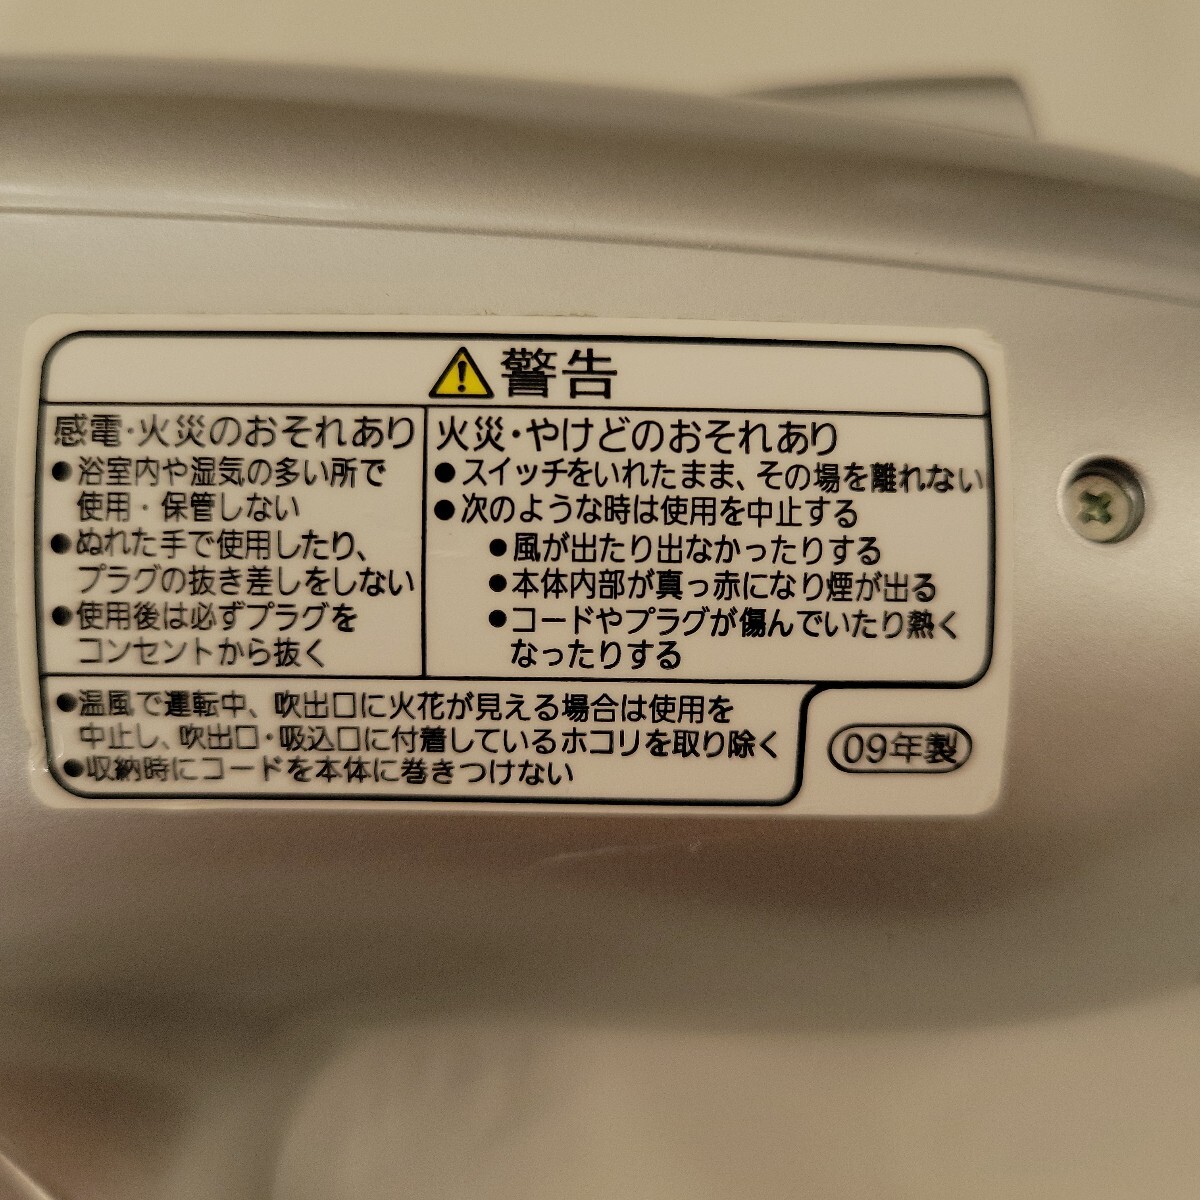 警告
感電・火災のおそれあり
●浴室内や湿気の多い所で
使用・保管しない
●ぬれた手で使用したり、
プラグの抜き差しをしない
●使用後は必ずプラグを
コンセントから抜く
火災・やけどのおそれあり
●スイッチをいれたまま、その場を離れない
●次のような時は使用を中止する
●風が出たり出なかったりする
●本体内部が真っ赤になり煙が出る
●コードやプラグが傷んでいたり熱く
なったりする
●温風で運転中、吹出口に火花が見える場合は使用を
中止し、吹出口・吸込口に付着しているホコリを取り除く
●収納時にコードを本体に巻きつけない
09年製